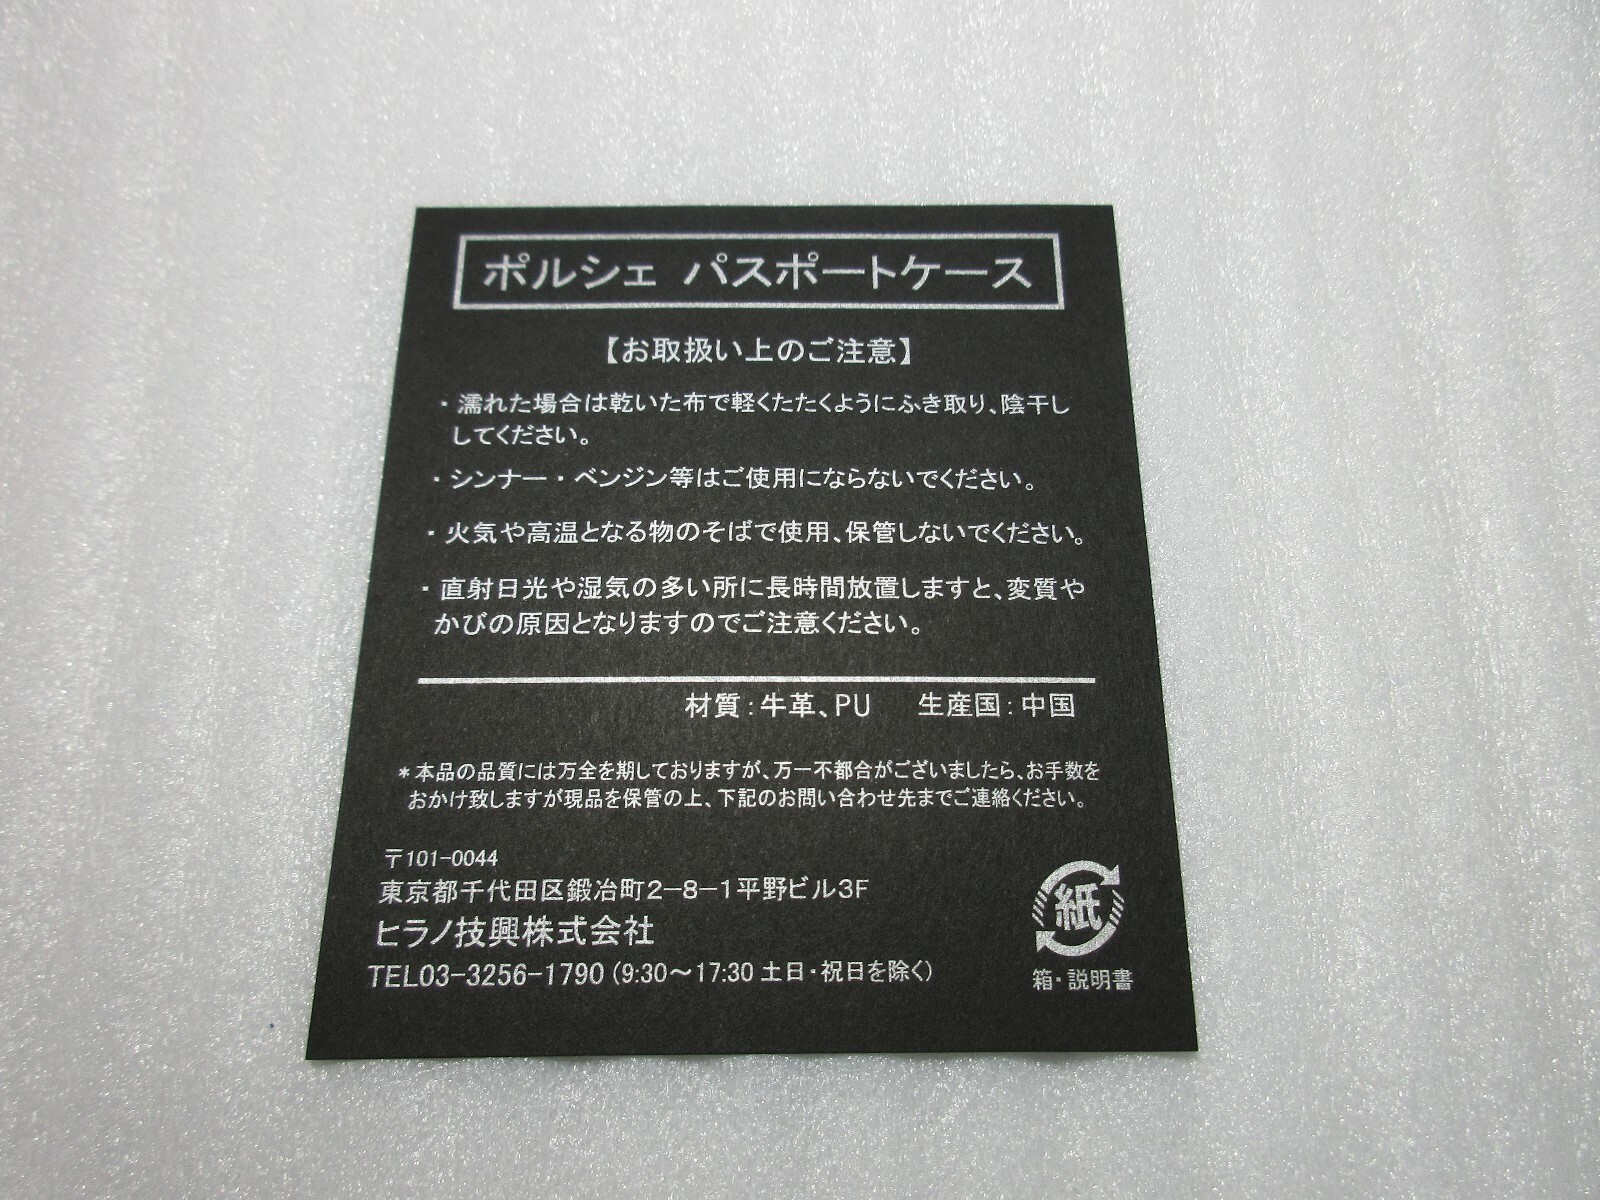 ポルシェ パスポートケース
【お取扱い上のご注意】
・濡れた場合は乾いた布で軽くたたくようにふき取り、陰干し
してください。
・シンナー・ベンジン等はご使用にならないでください。
・火気や高温となる物のそばで使用、保管しないでください。
・直射日光や湿気の多い所に長時間放置しますと、変質や
かびの原因となりますのでご注意ください。
材質：牛革、PU 生産国：中国
＊本品の品質には万全を期しておりますが、万一不都合がございましたら、お手数を
おかけ致しますが現品を保管の上、下記のお問い合わせ先までご連絡ください。
〒101-0044
東京都千代田区鍛冶町2-8-1平野ビル3F
ヒラノ技興株式会社
TEL03-3256-1790（9:30～17:30 土日・祝日を除く）
紙
箱・説明書